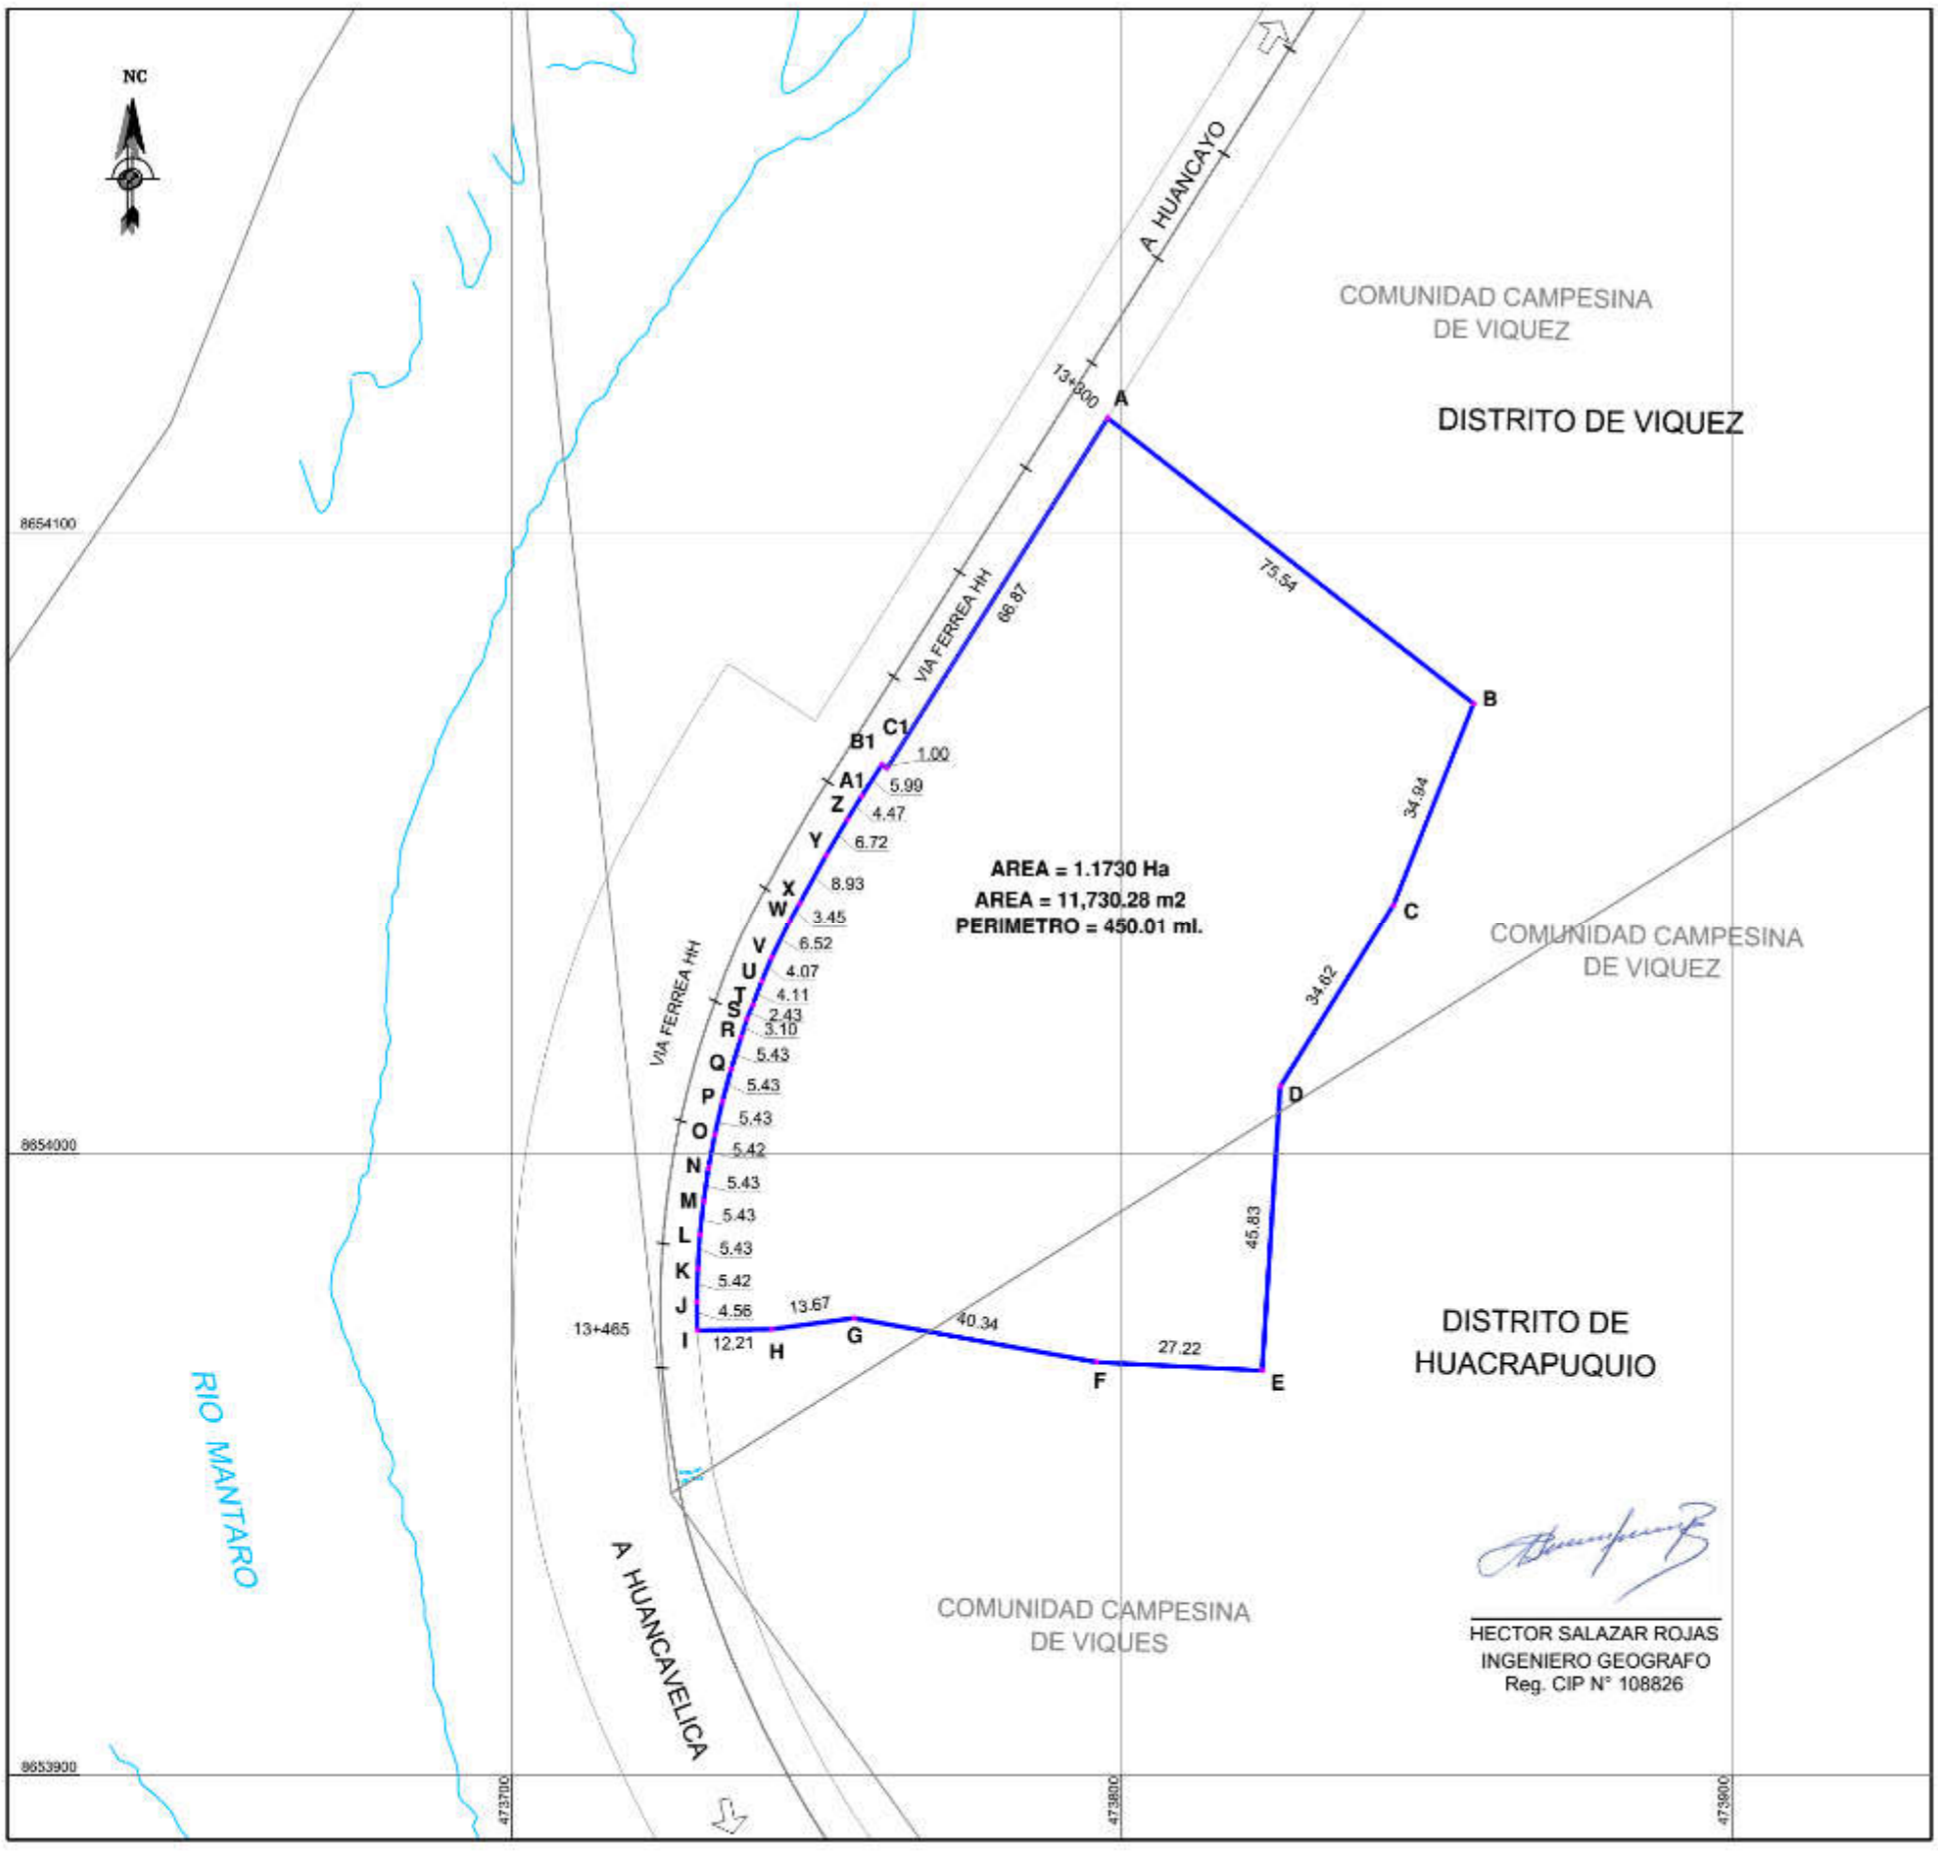 NC
A HUANCAYO
COMUNIDAD CAMPESINA
DE VIQUEZ
DISTRITO DE VIQUEZ
13+300
A
8654100
75.54
VIA FERREA HH
66.87
B
C1
B1
1.00
A1
5.99
Z
4.47
Y
6.72
34.94
AREA = 1.1730 Ha
AREA = 11,730.28 m2
PERIMETRO = 450.01 ml.
X
8.93
W
3.45
C
COMUNIDAD CAMPESINA
DE VIQUEZ
V
6.52
VIA FERREA HH
U
4.07
T
4.11
S
2.43
R
3.10
34.62
Q
5.43
P
5.43
D
O
5.43
8654000
5.42
N
5.43
M
5.43
L
5.43
45.83
K
5.42
J
4.56
13.67
40.34
13+465
I
12.21
H
G
27.22
F
E
DISTRITO DE
HUACRAPUQUIO
RIO MANTARO
A HUANCAVELICA
COMUNIDAD CAMPESINA
DE VIQUES
HECTOR SALAZAR ROJAS
INGENIERO GEOGRAFO
Reg. CIP N° 108826
8653900
473700
473800
473900